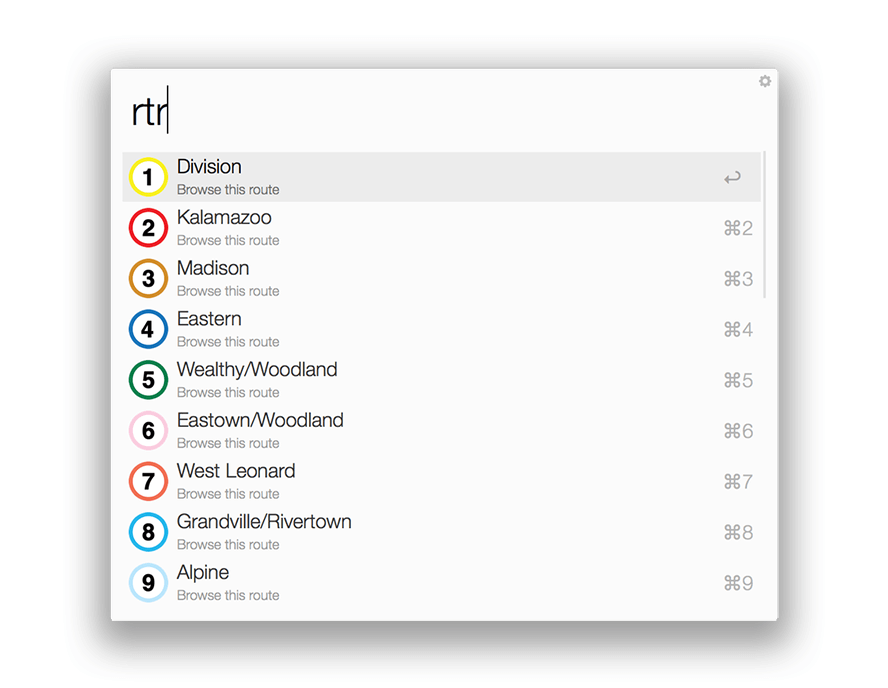 rtr
1 Division
Browse this route
2 Kalamazoo ⌘2
Browse this route
3 Madison ⌘3
Browse this route
4 Eastern ⌘4
Browse this route
5 Wealthy/Woodland ⌘5
Browse this route
6 Eastown/Woodland ⌘6
Browse this route
7 West Leonard ⌘7
Browse this route
8 Grandville/Rivertown ⌘8
Browse this route
9 Alpine ⌘9
Browse this route